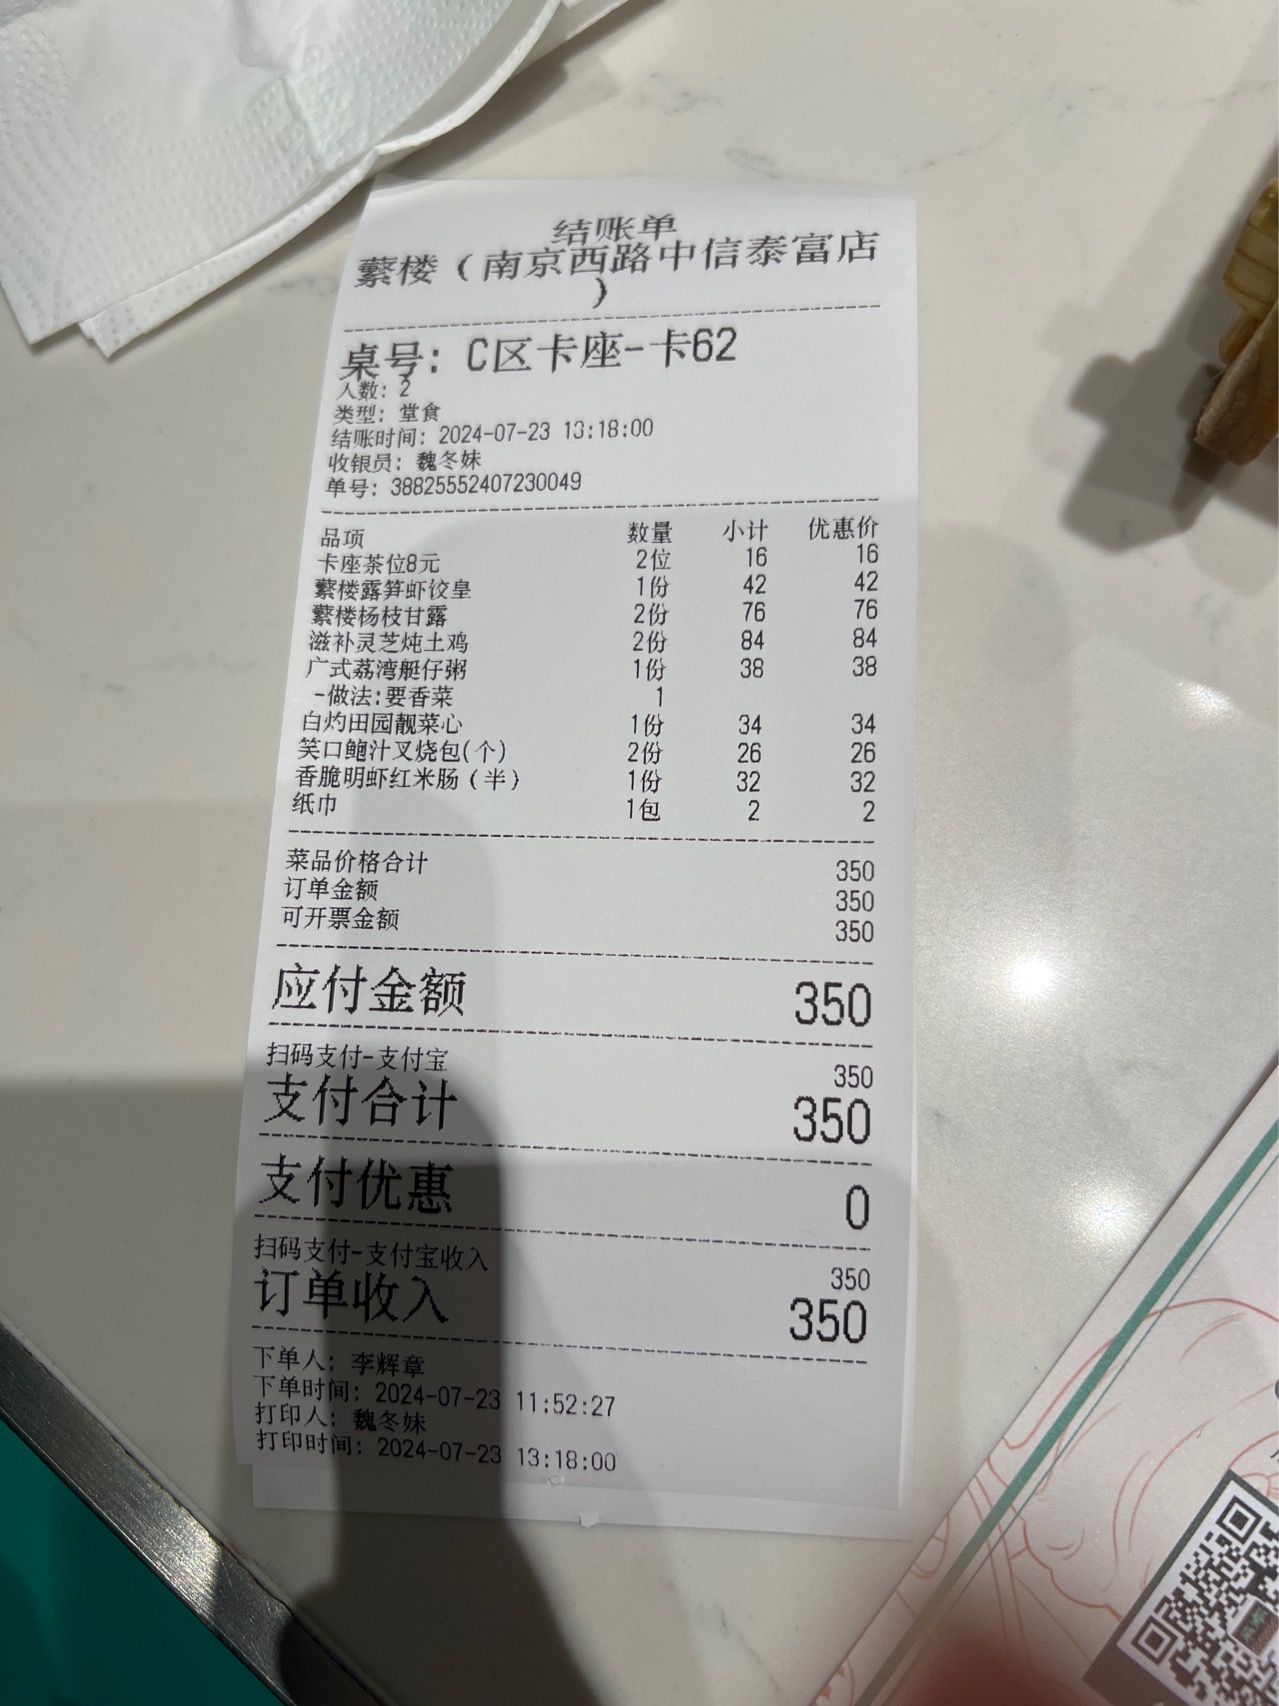 结账单
蘩楼（南京西路中信泰富店
）
桌号: C区卡座-卡62
人数: 2
类型: 堂食
结账时间: 2024-07-23 13:18:00
收银员: 魏冬妹
单号: 38825552407230049
品项 数量 小计 优惠价
卡座茶位8元 2位 16 16
蘩楼露笋虾饺皇 1份 42 42
蘩楼杨枝甘露 2份 76 76
滋补灵芝炖土鸡 2份 84 84
广式荔湾艇仔粥 1份 38 38
-做法:要香菜 1
白灼田园靓菜心 1份 34 34
笑口鲍汁叉烧包(个) 2份 26 26
香脆明虾红米肠（半） 1份 32 32
纸巾 1包 2 2
菜品价格合计 350
订单金额 350
可开票金额 350
应付金额 350
扫码支付-支付宝 350
支付合计 350
支付优惠 0
扫码支付-支付宝收入 350
订单收入 350
下单人: 李辉章
下单时间: 2024-07-23 11:52:27
打印人: 魏冬妹
打印时间: 2024-07-23 13:18:00